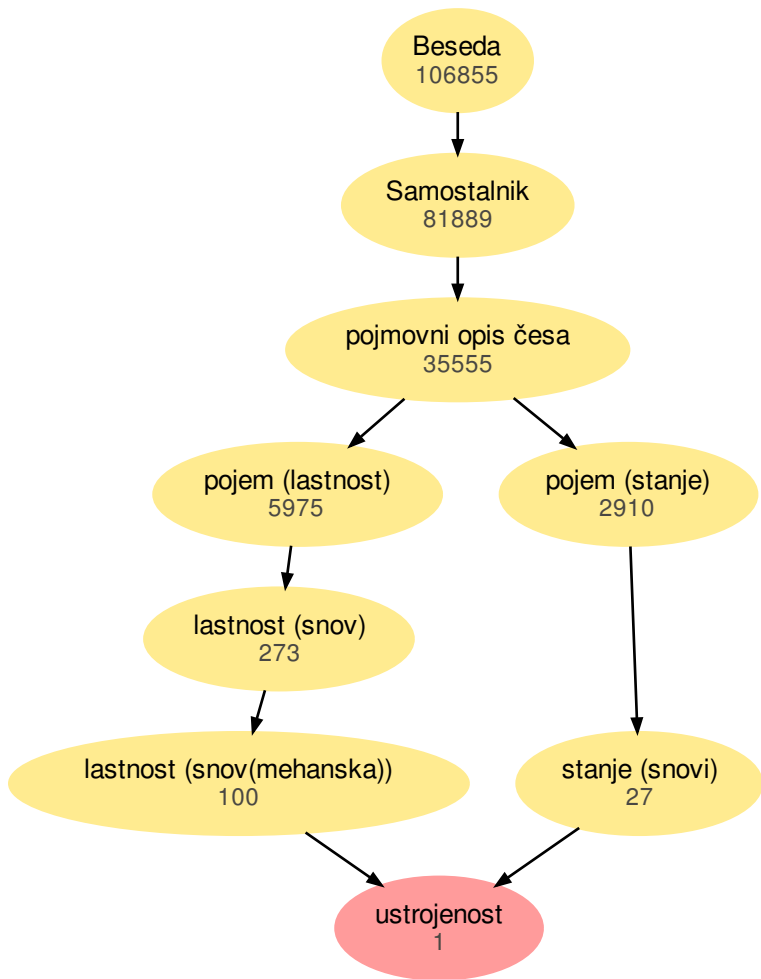 Beseda
106855
Samostalnik
81889
pojmovni opis česa
35555
pojem (lastnost)
5975
pojem (stanje)
2910
lastnost (snov)
273
lastnost (snov(mehanska))
100
stanje (snovi)
27
ustrojenost
1